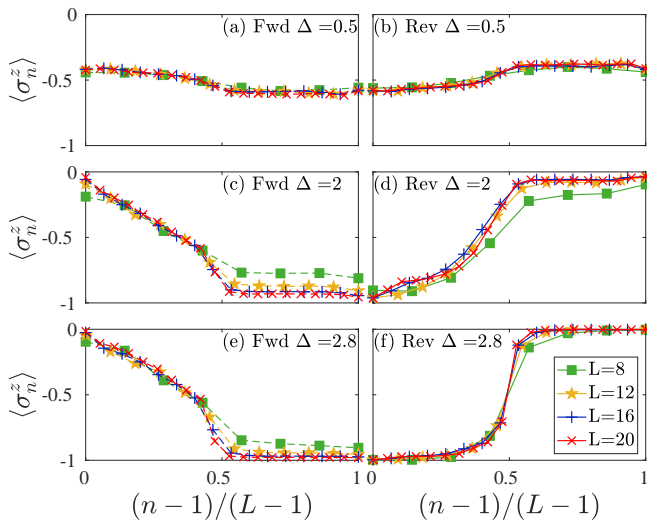 0
(a) Fwd Δ =0.5
(b) Rev Δ =0.5
⟨σ_n^z⟩
-0.5
-1
0
(c) Fwd Δ =2
(d) Rev Δ =2
⟨σ_n^z⟩
-0.5
-1
0
(e) Fwd Δ =2.8
(f) Rev Δ =2.8
⟨σ_n^z⟩
-0.5
L=8
L=12
L=16
L=20
-1
0 0.5 1 0 0.5 1
(n − 1)/(L − 1) (n − 1)/(L − 1)